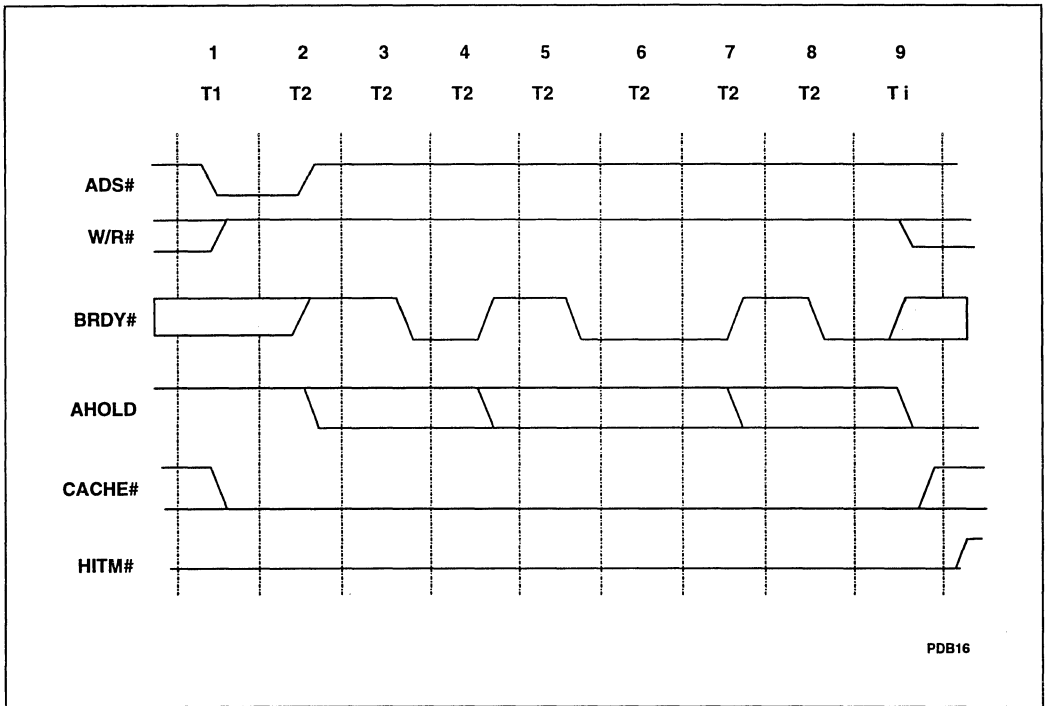 1 2 3 4 5 6 7 8 9
T1 T2 T2 T2 T2 T2 T2 T2 T i
ADS#
W/R#
BRDY#
AHOLD
CACHE#
HITM#
PDB16